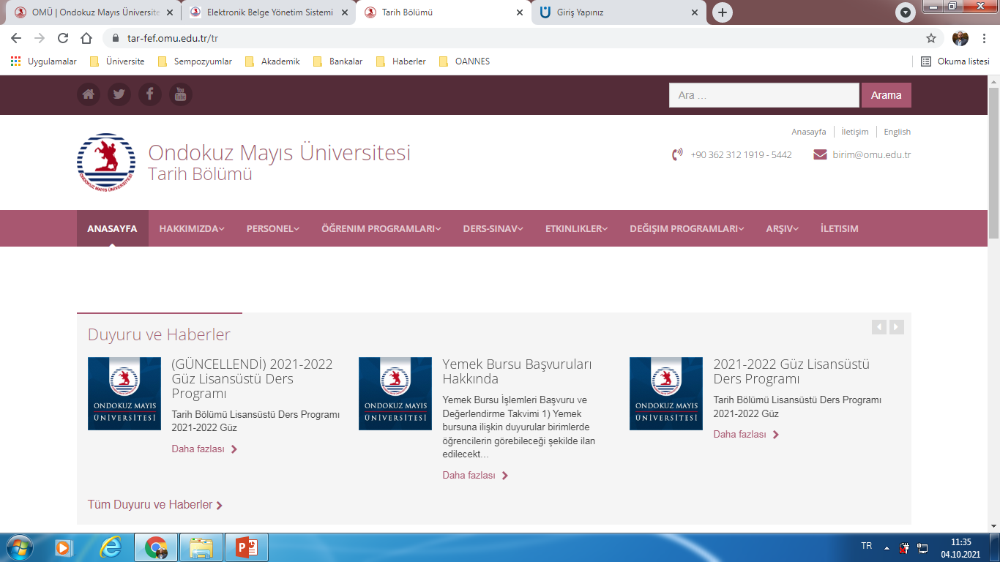 OMÜ | Ondokuz Mayıs Üniversite
Elektronik Belge Yönetim Sistemi
Tarih Bölümü
Giriş Yapınız
tar-fef.omu.edu.tr/tr
Uygulamalar
Üniversite
Sempozyumlar
Akademik
Bankalar
Haberler
OANNES
Okuma listesi
You
Tube
Ara ...
Arama
Anasayfa
İletişim
English
ONDOKUZ MAYIS ÜNİVERSİTESİ
Ondokuz Mayıs Üniversitesi
Tarih Bölümü
+90 362 312 1919 - 5442
birim@omu.edu.tr
ANASAYFA
HAKKIMIZDA
PERSONEL
ÖĞRENIM PROGRAMLARI
DERS-SINAV
ETKINLIKLER
DEĞIŞIM PROGRAMLARI
ARŞIV
İLETISIM
Duyuru ve Haberler
ONDOKUZ MAYIS
ÜNİVERSİTESİ
(GÜNCELLENDİ) 2021-2022
Güz Lisansüstü Ders
Programı
Tarih Bölümü Lisansüstü Ders Programı
2021-2022 Güz
Daha fazlası
ONDOKUZ MAYIS
ÜNİVERSİTESİ
Yemek Bursu Başvuruları
Hakkında
Yemek Bursu İşlemleri Başvuru ve
Değerlendirme Takvimi 1) Yemek
bursuna ilişkin duyurular birimlerde
öğrencilerin görebileceği şekilde ilan
edilecekt...
Daha fazlası
ONDOKUZ MAYIS
ÜNİVERSİTESİ
2021-2022 Güz Lisansüstü
Ders Programı
Tarih Bölümü Lisansüstü Ders Programı
2021-2022 Güz
Daha fazlası
Tüm Duyuru ve Haberler
TR
11:35
04.10.2021